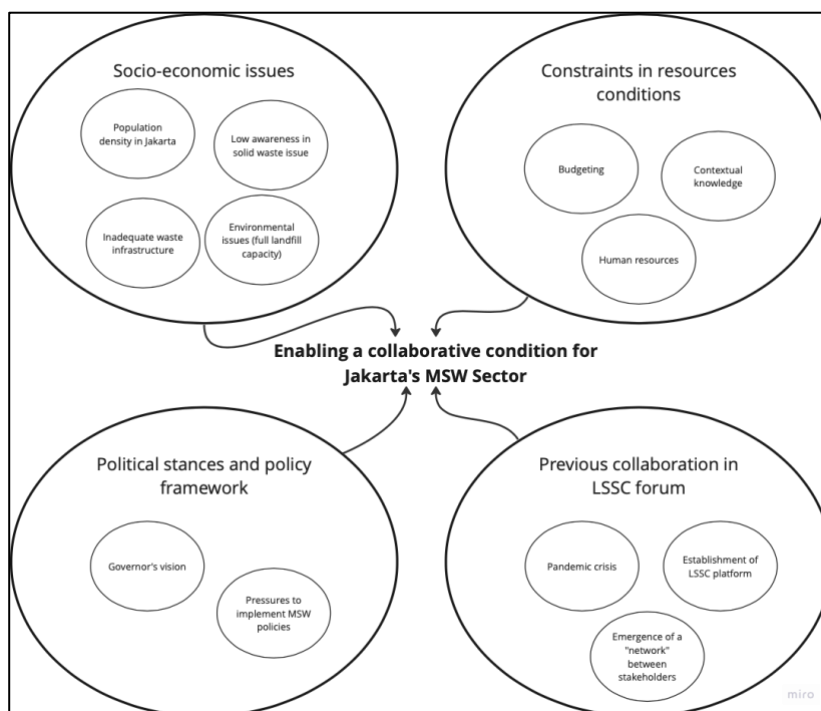 Socio-economic issues
Population
density in Jakarta
Low awareness in
solid waste issue
Inadequate waste
infrastructure
Environmental
issues (full landfill
capacity)
Constraints in resources
conditions
Budgeting
Contextual
knowledge
Human resources
Enabling a collaborative condition for
Jakarta's MSW Sector
Political stances and policy
framework
Governor's vision
Pressures to
implement MSW
policies
Previous collaboration in
LSSC forum
Pandemic crisis
Establishment of
LSSC platform
Emergence of a
"network"
between
stakeholders
miro